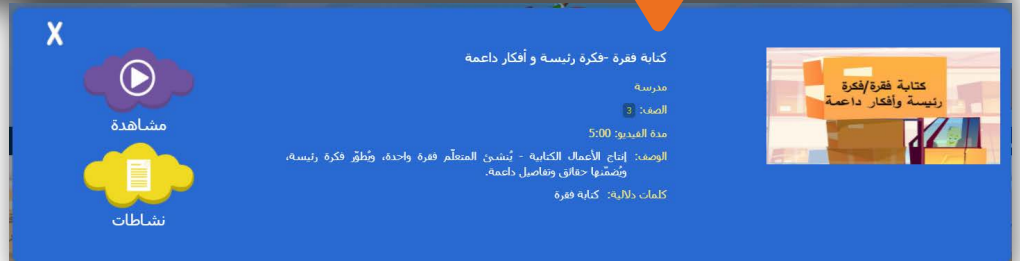 X
كتابة فقرة -فكرة رئيسة و أفكار داعمة
مدرسة
الصف: 3
مدة الفيديو: 5:00
الوصف: إنتاج الأعمال الكتابية - يُنشئ المتعلّم فقرة واحدة، ويُطوّر فكرة رئيسة،
ويُضمّنها حقائق وتفاصيل داعمة.
كلمات دلالية: كتابة فقرة
كتابة فقرة/فكرة
رئيسة وأفكار داعمة
مشاهدة
نشاطات